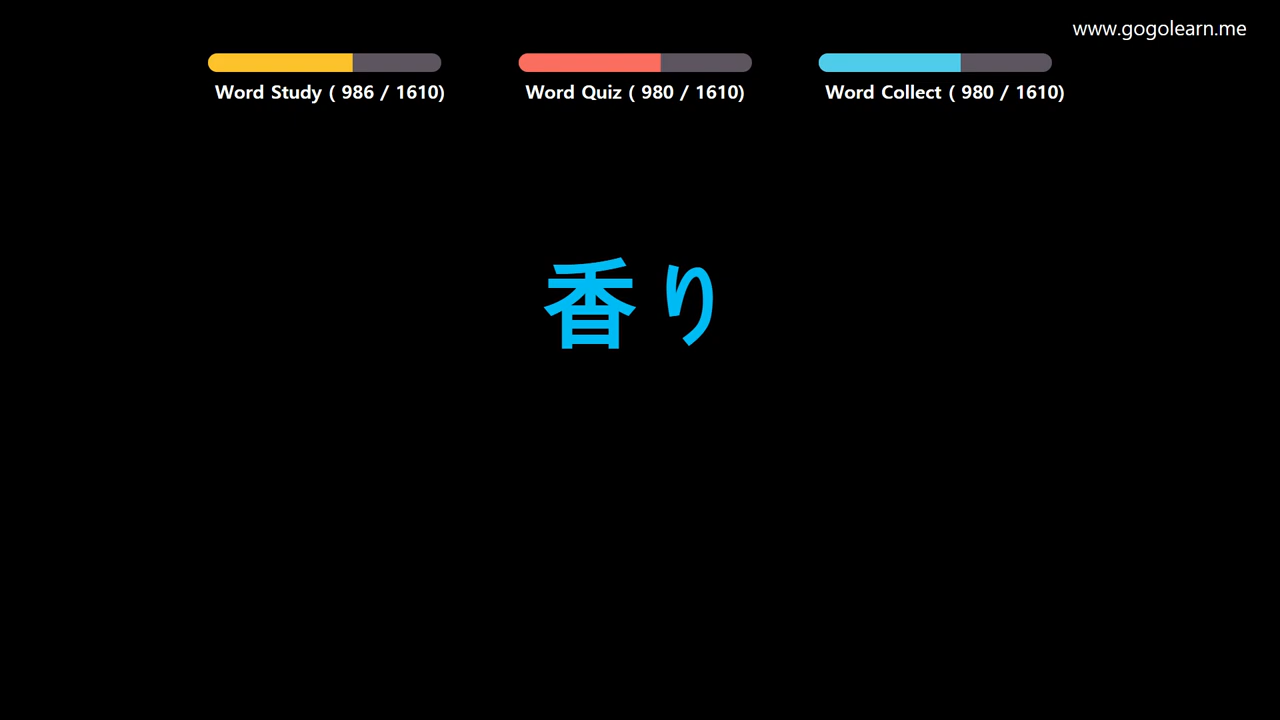 www.gogolearn.me
Word Study ( 986 / 1610)
Word Quiz ( 980 / 1610)
Word Collect ( 980 / 1610)
香り